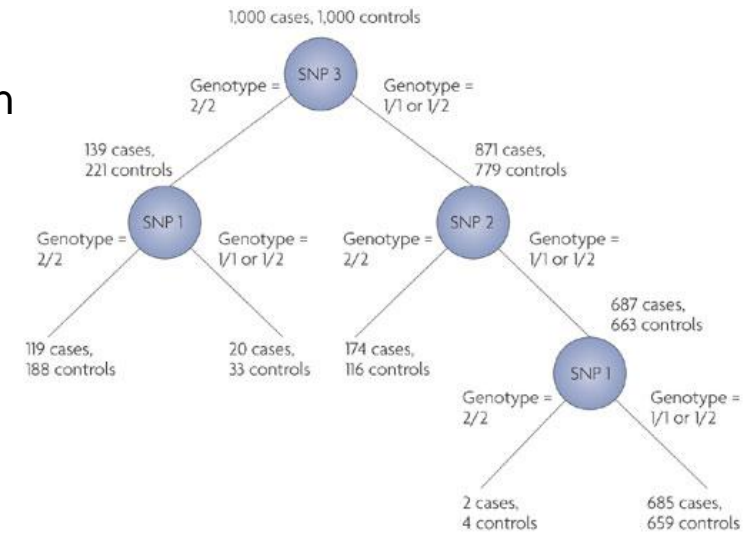 1,000 cases, 1,000 controls
n
SNP 3
Genotype =
2/2
Genotype =
1/1 or 1/2
139 cases,
221 controls
871 cases,
779 controls
SNP 1
SNP 2
Genotype =
2/2
Genotype =
1/1 or 1/2
Genotype =
2/2
Genotype =
1/1 or 1/2
687 cases,
663 controls
119 cases,
188 controls
20 cases,
33 controls
174 cases,
116 controls
SNP 1
Genotype =
2/2
Genotype =
1/1 or 1/2
2 cases,
4 controls
685 cases,
659 controls